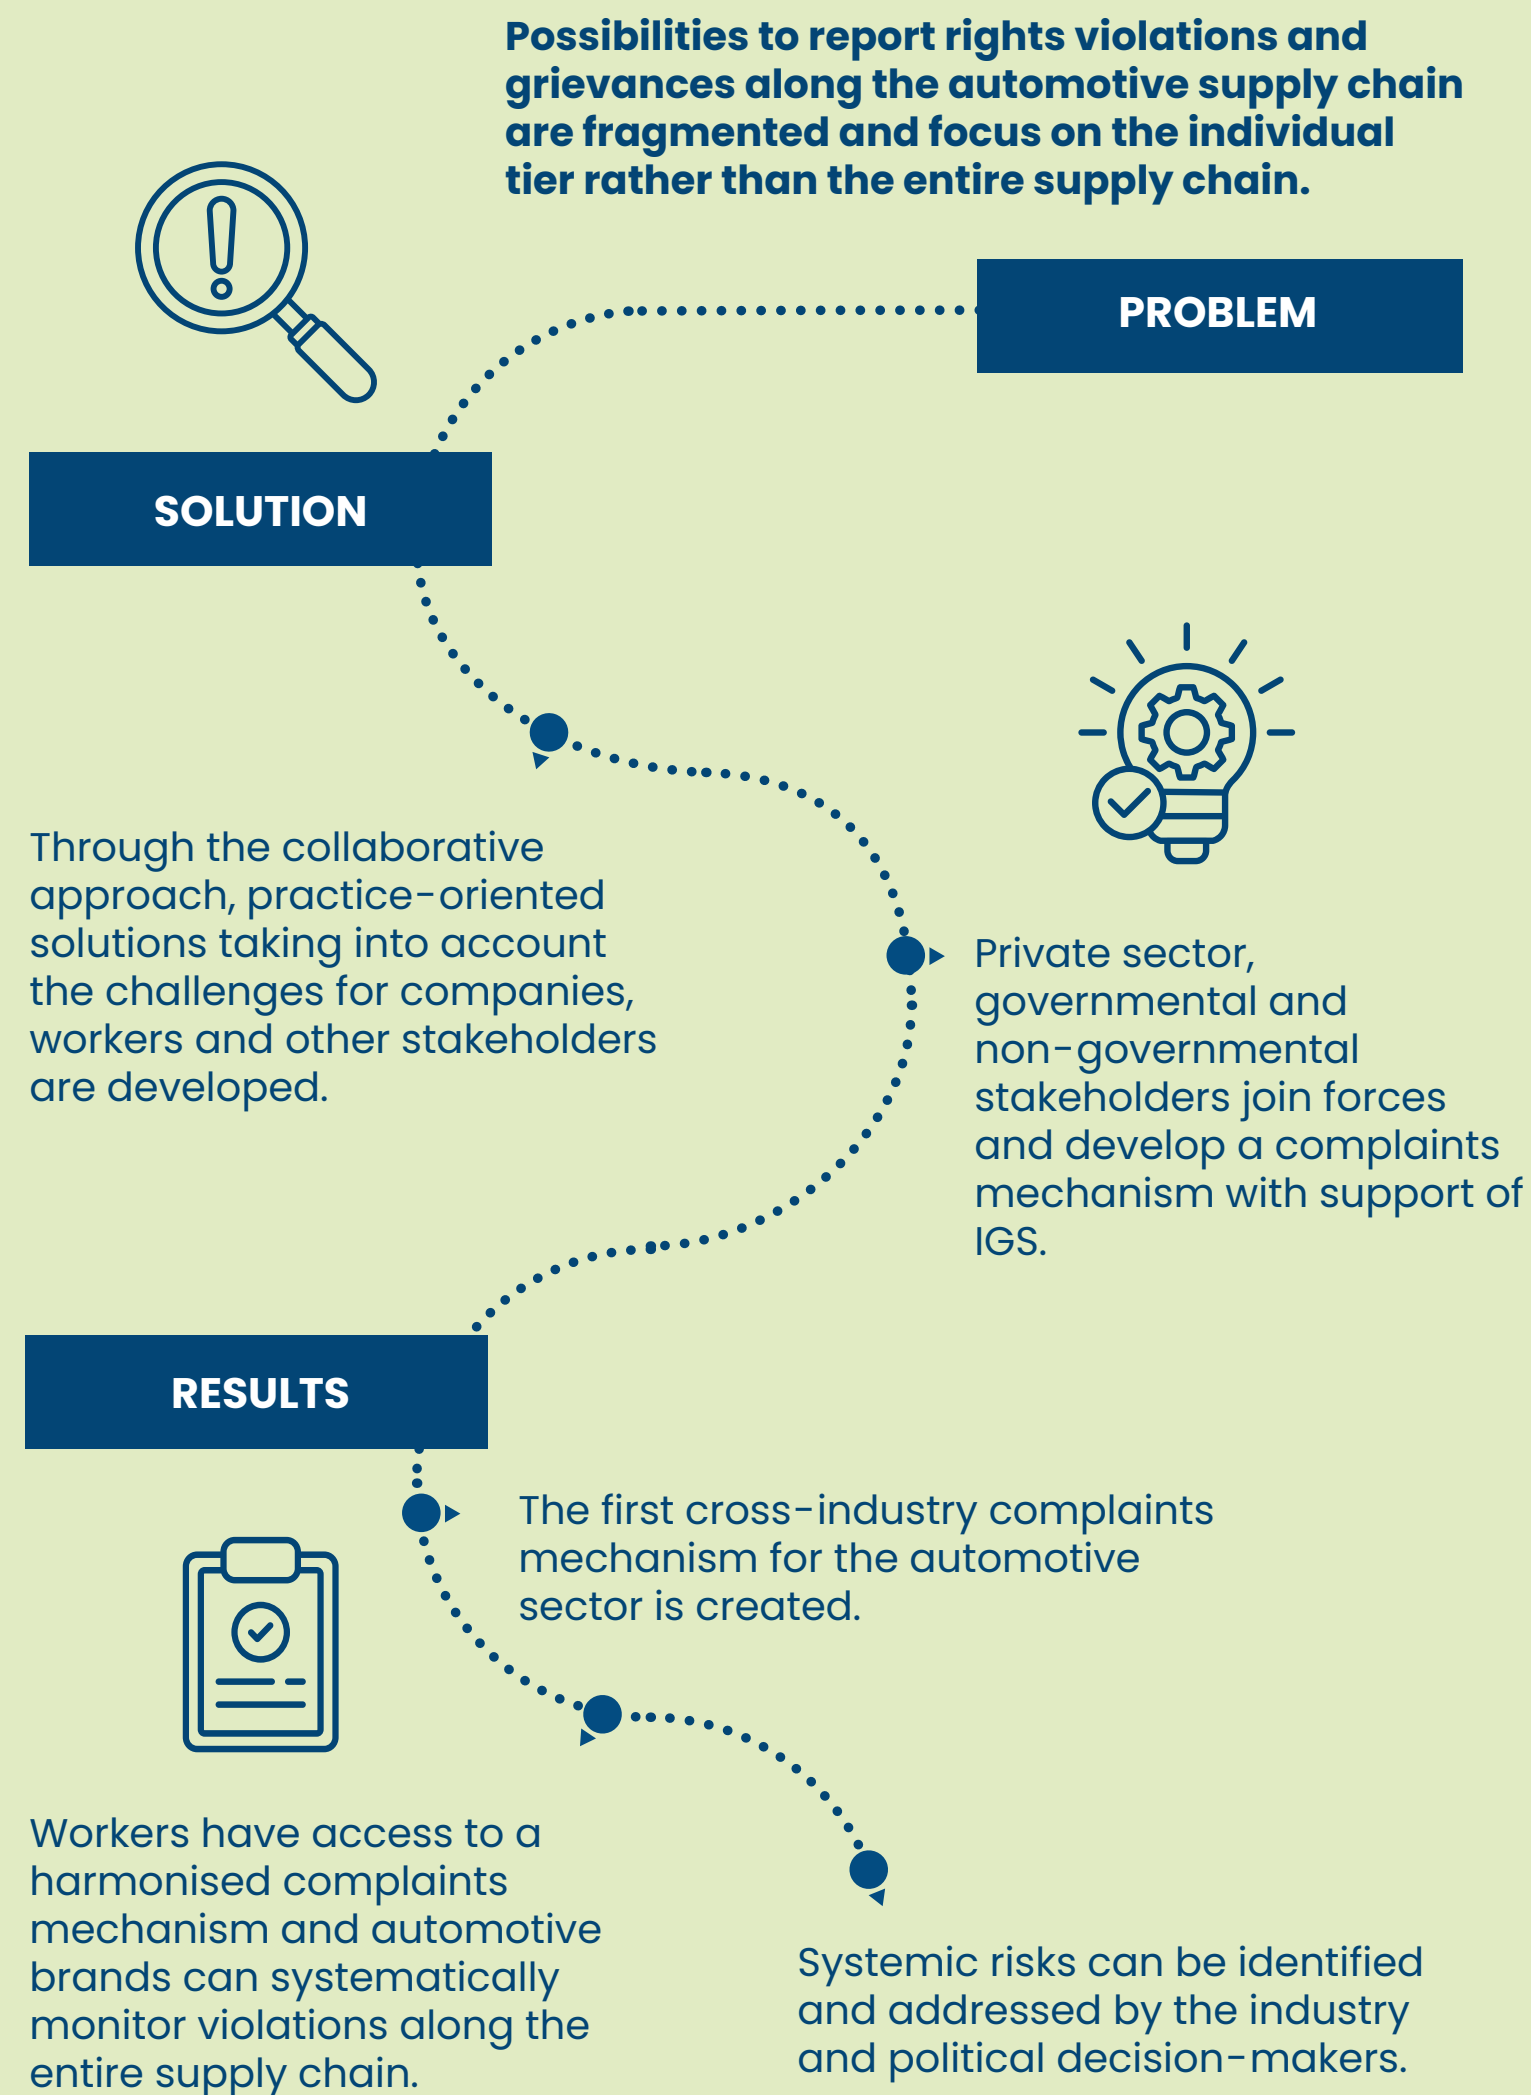 Possibilities to report rights violations and
grievances along the automotive supply chain
are fragmented and focus on the individual
tier rather than the entire supply chain.
PROBLEM
SOLUTION
Through the collaborative
approach, practice-oriented
solutions taking into account
the challenges for companies,
workers and other stakeholders
are developed.
Private sector,
governmental and
non-governmental
stakeholders join forces
and develop a complaints
mechanism with support of
IGS.
RESULTS
The first cross-industry complaints
mechanism for the automotive
sector is created.
Workers have access to a
harmonised complaints
mechanism and automotive
brands can systematically
monitor violations along the
entire supply chain.
Systemic risks can be identified
and addressed by the industry
and political decision-makers.